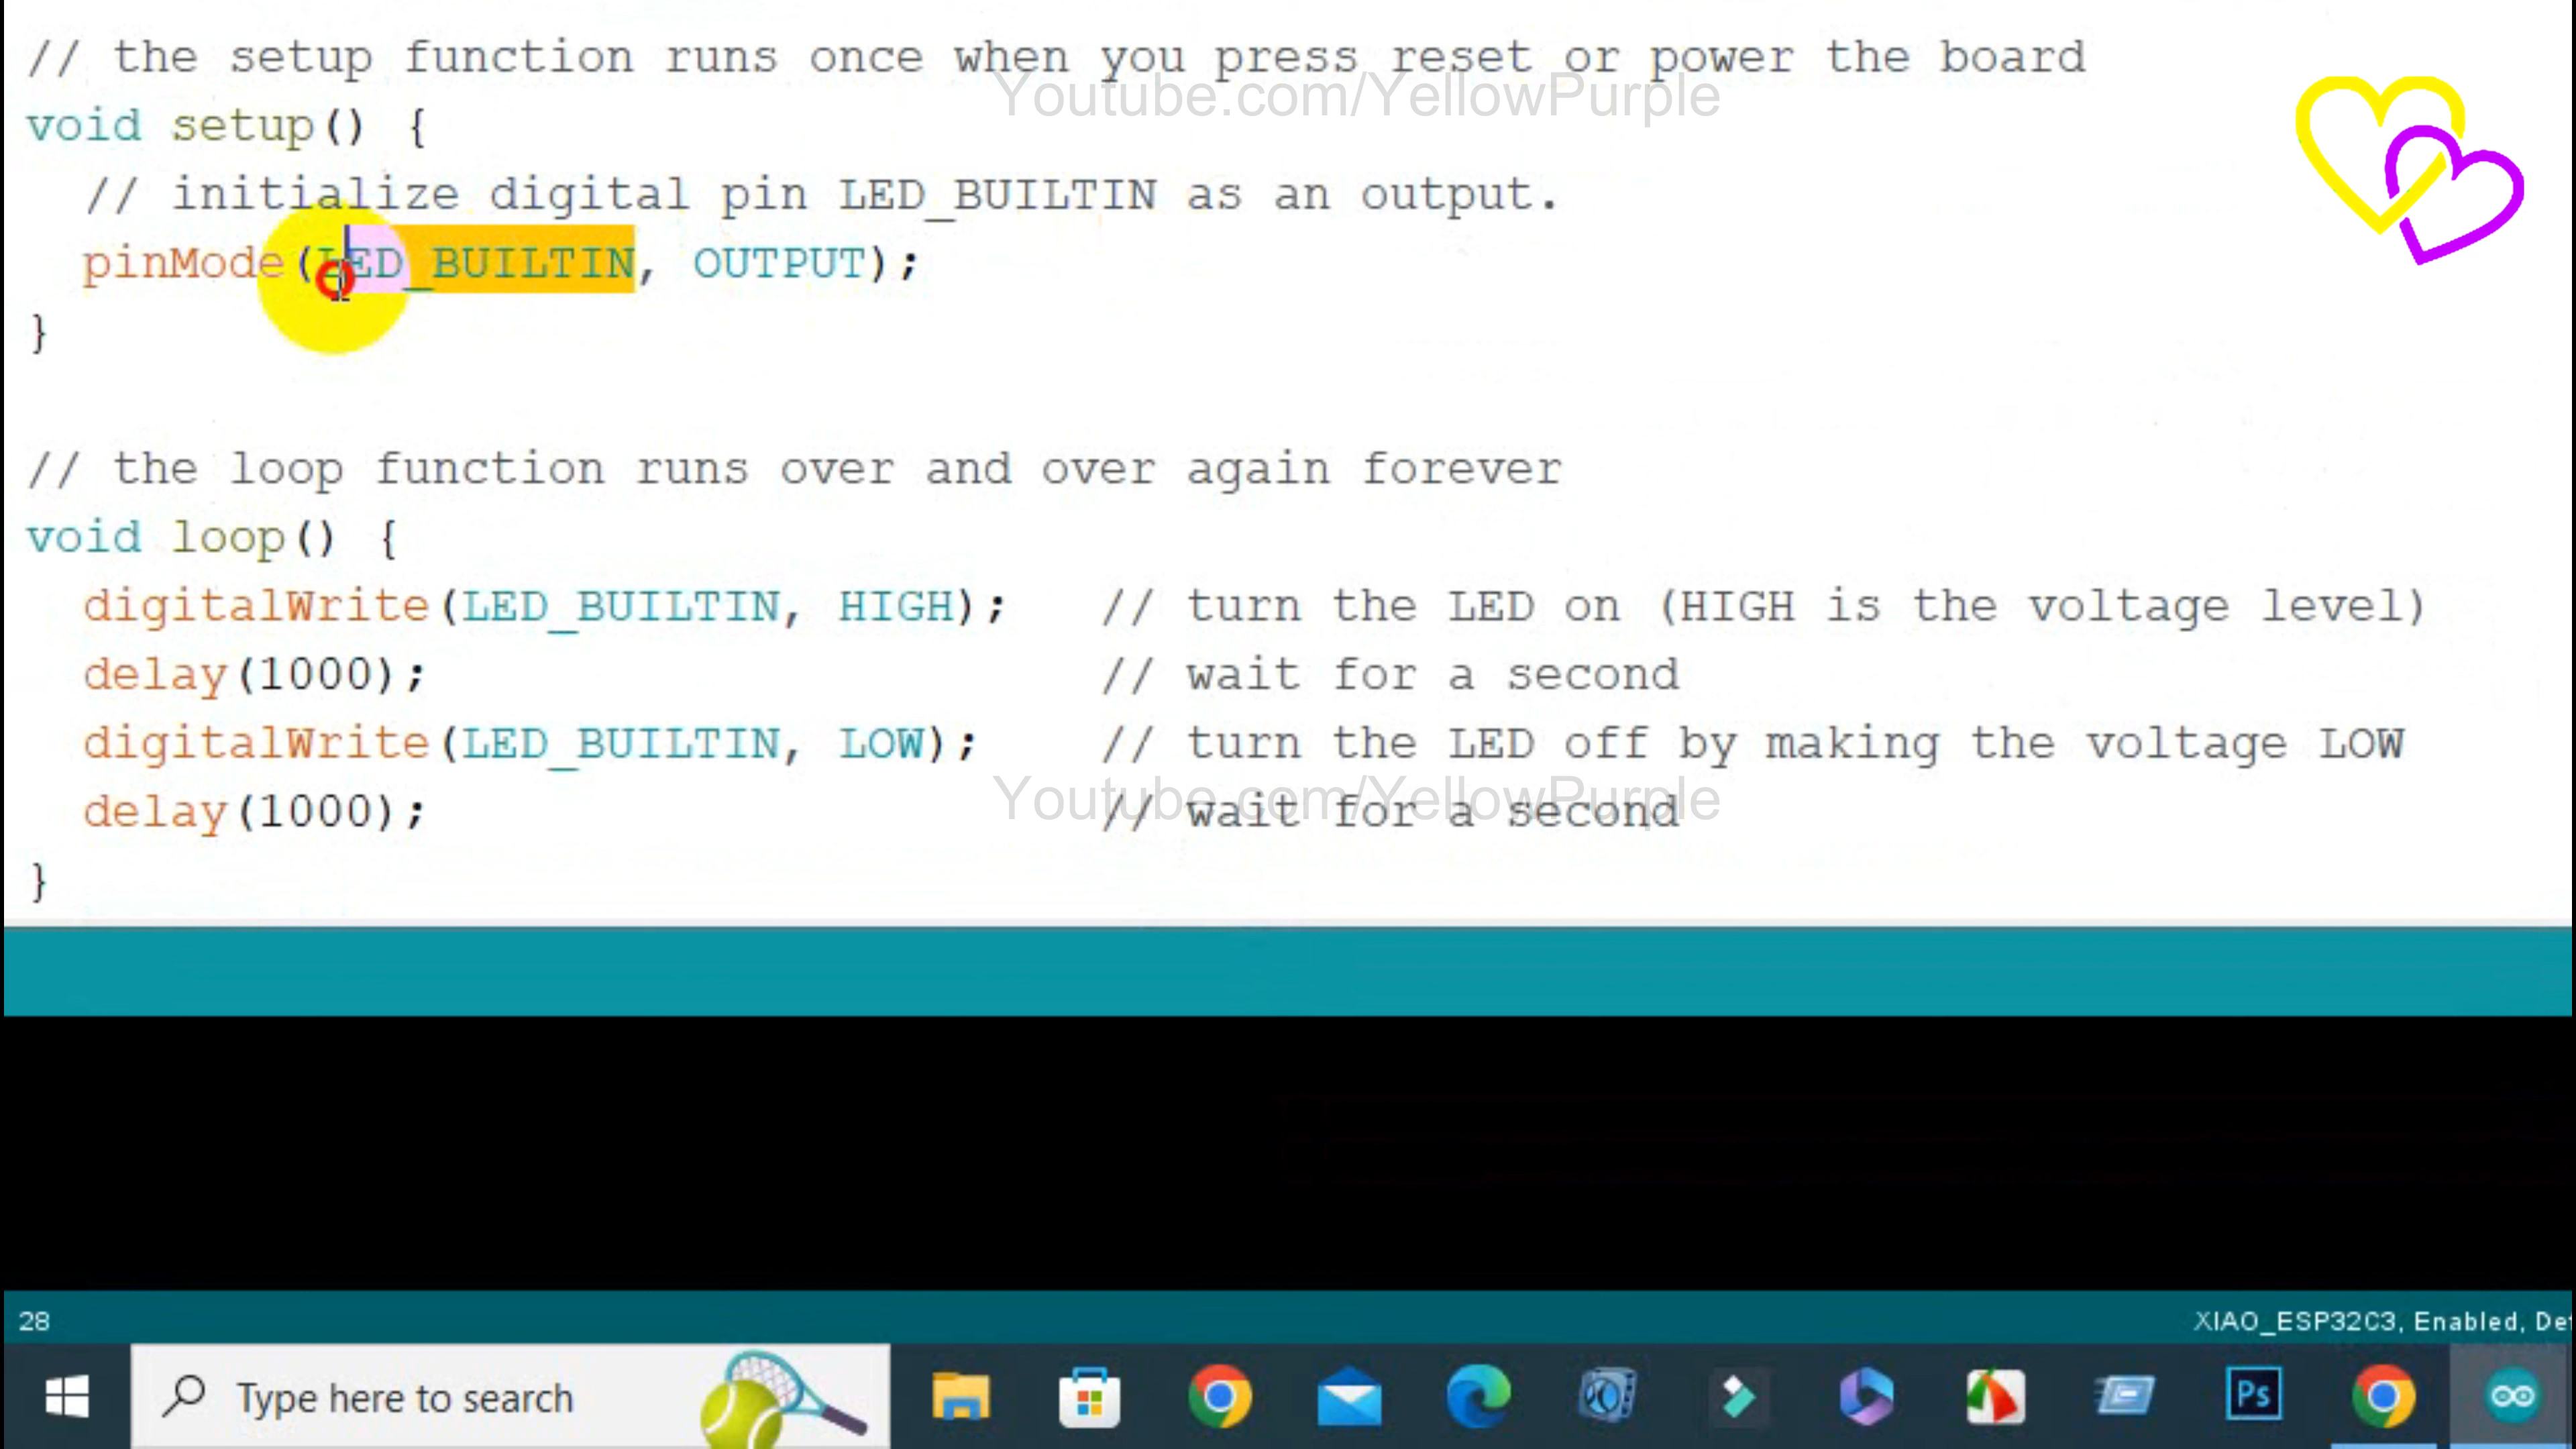 // the setup function runs once when you press reset or power the board
Youtube.com/YellowPurple
void setup() {
// initialize digital pin LED_BUILTIN as an output.
pinMode(LED_BUILTIN, OUTPUT);
}
// the loop function runs over and over again forever
void loop() {
digitalWrite(LED_BUILTIN, HIGH);   // turn the LED on (HIGH is the voltage level)
delay(1000);                       // wait for a second
digitalWrite(LED_BUILTIN, LOW);    // turn the LED off by making the voltage LOW
Youtube.com/YellowPurple
delay(1000);                       // wait for a second
}
28
XIAO_ESP32C3, Enabled, De
Type here to search
Ps